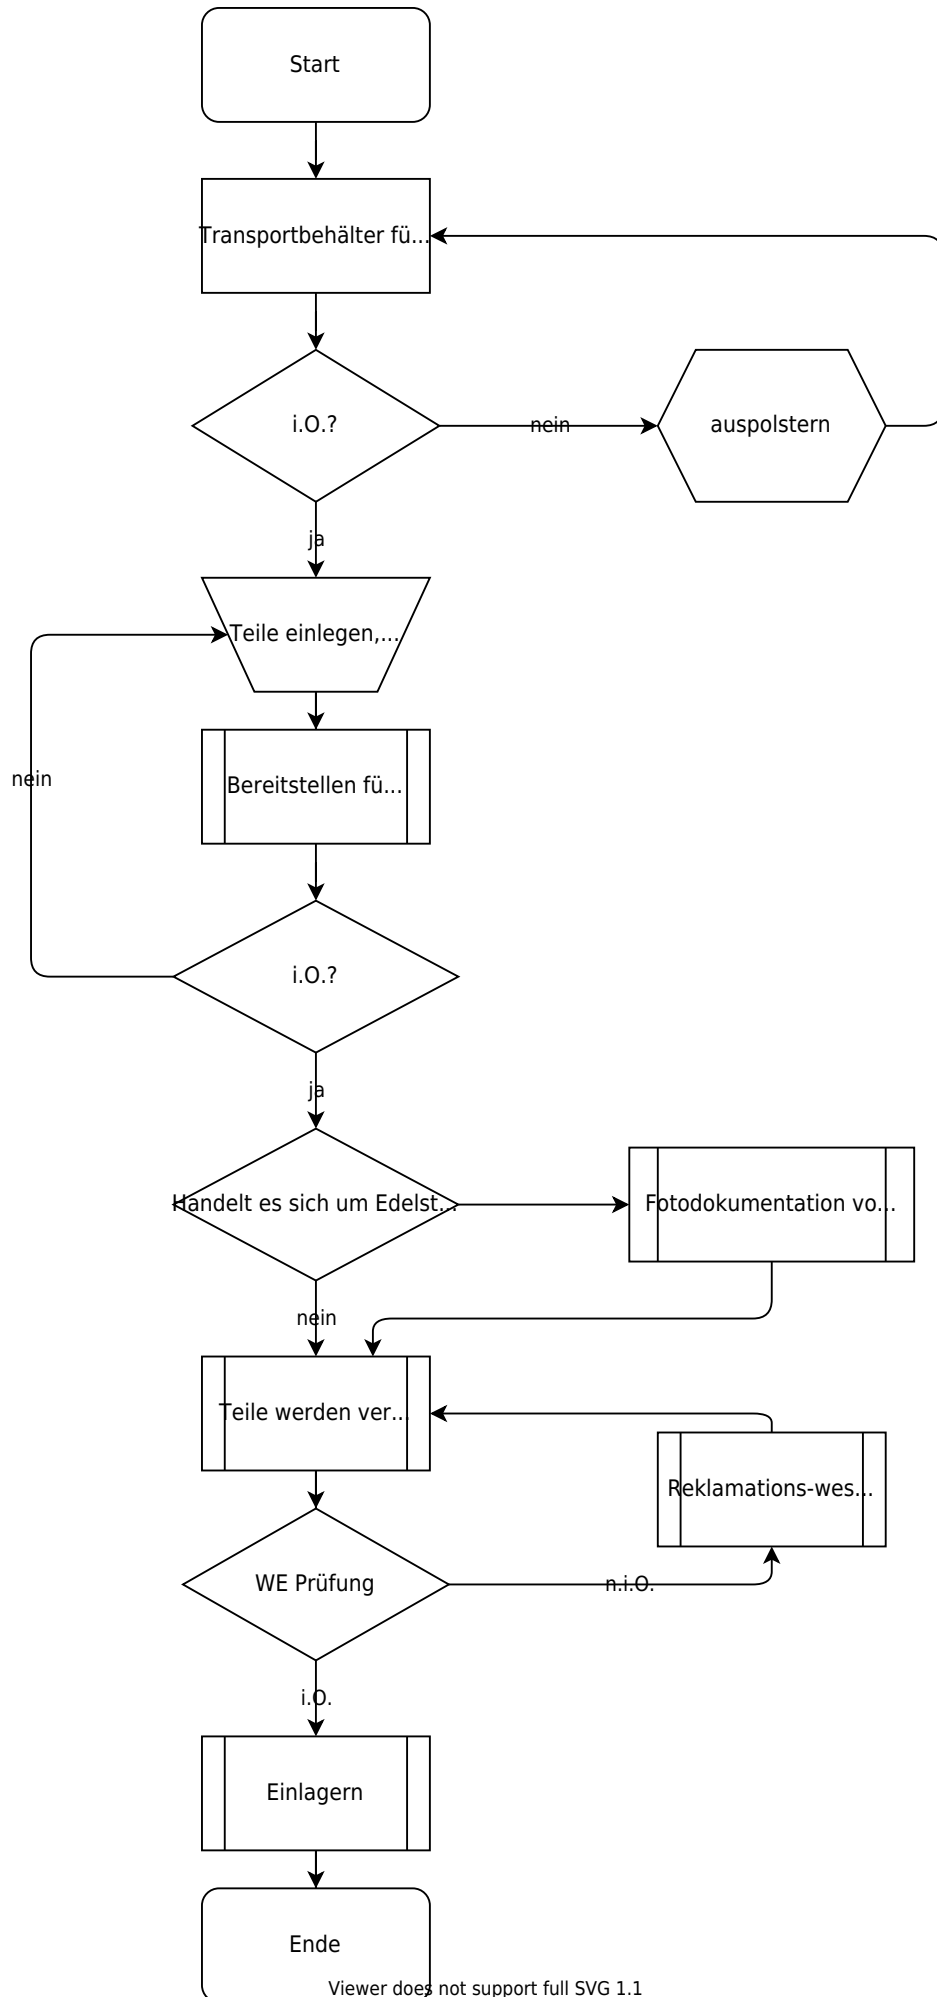 Start
Transportbehälter fü...
i.O.?
nein
auspolstern
ja
Teile einlegen,...
nein
Bereitstellen fü...
i.O.?
ja
Handelt es sich um Edelst...
Fotodokumentation vo...
nein
Teile werden ver...
Reklamations-wes...
WE Prüfung
n.i.O.
i.O.
Einlagern
Ende
Viewer does not support full SVG 1.1